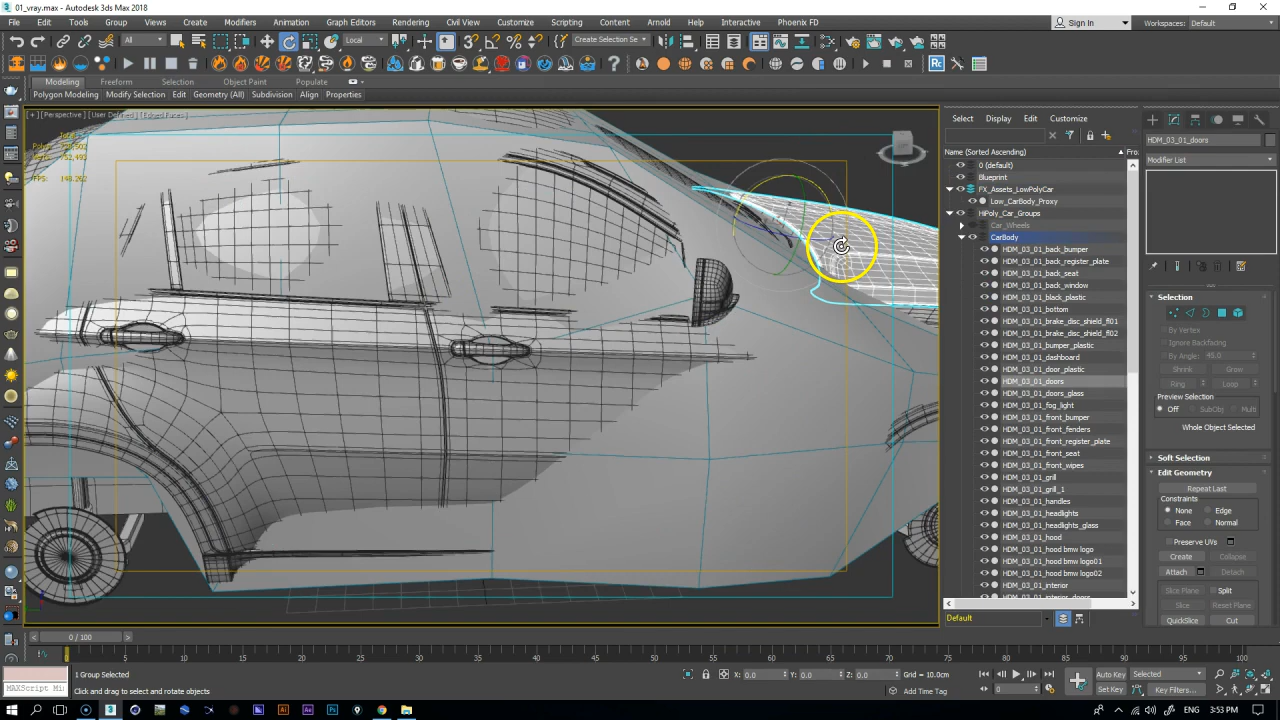 01_vray.max - Autodesk 3ds Max 2018
File Edit Tools Group Views Create Modifiers Animation Graph Editors Rendering Civil View Customize Scripting Content Arnold Help Interactive Phoenix FD
Sign In
Workspaces: Default
All
Local
Create Selection Se
Modeling Freeform Selection Object Paint Populate
Polygon Modeling Modify Selection Edit Geometry (All) Subdivision Align Properties
[+] [Perspective] [User Defined] [Edged Faces]
Select Display Edit Customize
Name (Sorted Ascending) Fro
0 (default)
Blueprint
FX_Assets_LowPolyCar
Low_CarBody_Proxy
HiPoly_Car_Groups
Car_Wheels
CarBody
HDM_03_01_back_bumper
HDM_03_01_back_register_plate
HDM_03_01_back_seat
HDM_03_01_back_window
HDM_03_01_black_plastic
HDM_03_01_bottom
HDM_03_01_brake_disc_shield_fl01
HDM_03_01_brake_disc_shield_fl02
HDM_03_01_bumper_plastic
HDM_03_01_dashboard
HDM_03_01_door_plastic
HDM_03_01_doors
HDM_03_01_doors_glass
HDM_03_01_fog_light
HDM_03_01_front_bumper
HDM_03_01_front_fenders
HDM_03_01_front_register_plate
HDM_03_01_front_seat
HDM_03_01_front_wipes
HDM_03_01_grill
HDM_03_01_grill_1
HDM_03_01_handles
HDM_03_01_headlights
HDM_03_01_headlights_glass
HDM_03_01_hood
HDM_03_01_hood bmw logo
HDM_03_01_hood bmw logo01
HDM_03_01_hood bmw logo02
HDM_03_01_interior
Default
HDM_03_01_doors
Modifier List
Selection
By Vertex
Ignore Backfacing
By Angle: 45.0
Shrink Grow
Ring Loop
Preview Selection
Off SubObj Multi
Whole Object Selected
Soft Selection
Edit Geometry
Repeat Last
Constraints
None Edge
Face Normal
Preserve UVs
Create Collapse
Attach Detach
Slice Plane Split
Slice Reset Plane
QuickSlice Cut
0 / 100
0 5 10 15 20 25 30 35 40 45 50 55 60 65 70 75 80 85 90 95 100
1 Group Selected
X: 0.0 Y: 0.0 Z: 0.0 Grid = 10.0cm
Auto Key Selected
MAXScript Mi
Click and drag to select and rotate objects
Add Time Tag
0
Set Key Key Filters...
ENG 3:53 PM